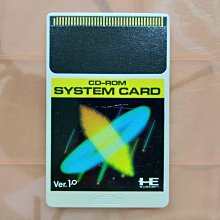 CD-ROM
SYSTEM CARD
Ver.1.0
HE